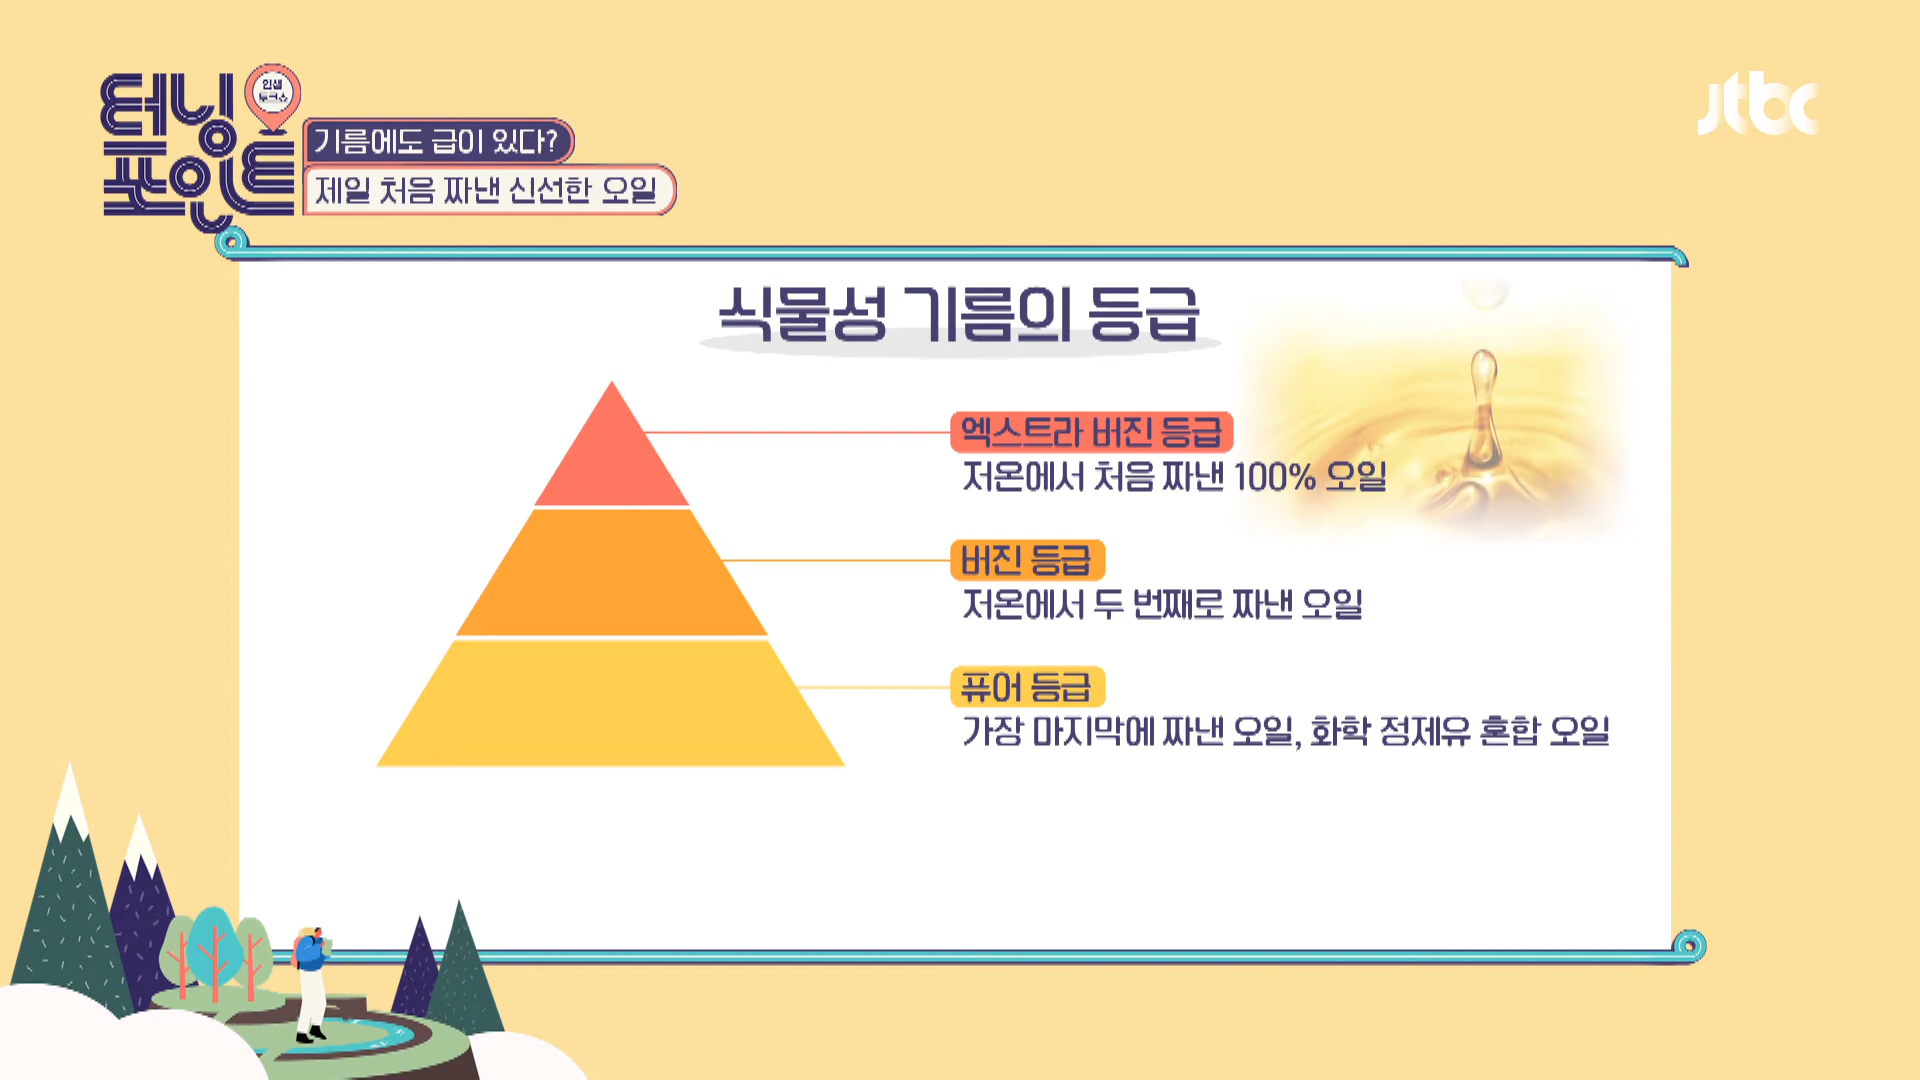 터닝
포인트
인생
토크쇼
기름에도 급이 있다?
제일 처음 짜낸 신선한 오일
jtbc
식물성 기름의 등급
엑스트라 버진 등급
저온에서 처음 짜낸 100% 오일
버진 등급
저온에서 두 번째로 짜낸 오일
퓨어 등급
가장 마지막에 짜낸 오일, 화학 정제유 혼합 오일